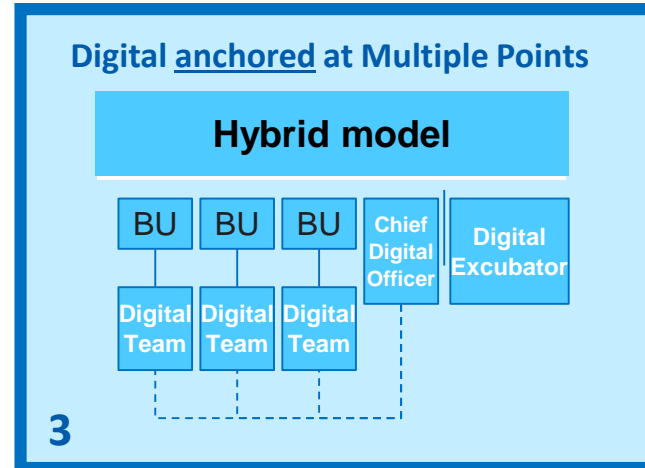 Digital anchored at Multiple Points
Hybrid model
BU
BU
BU
Chief
Digital
Officer
Digital
Excubator
Digital
Team
Digital
Team
Digital
Team
3